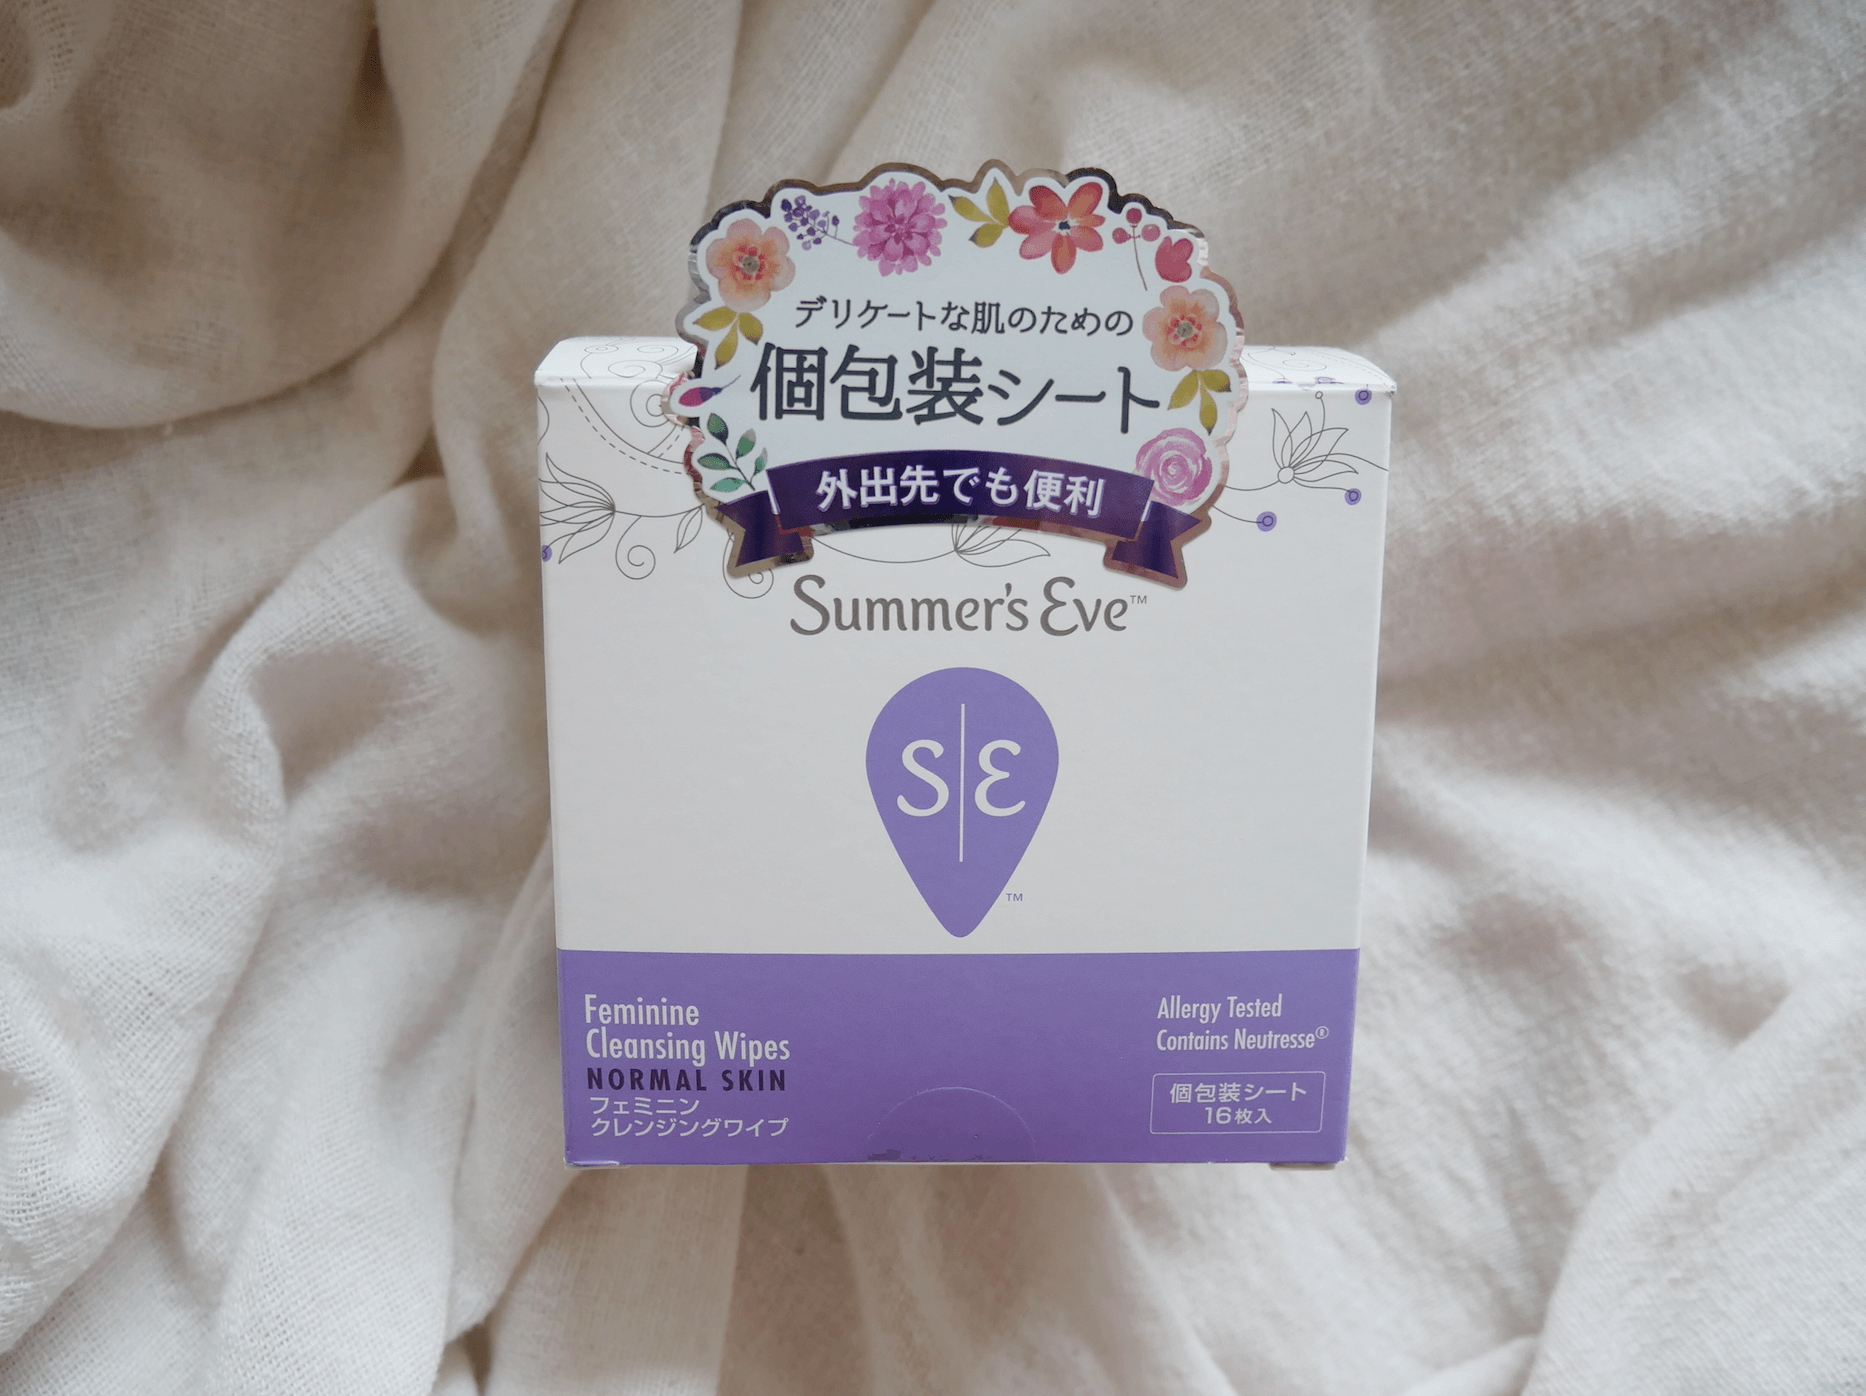 デリケートな肌のための
個包装シート
外出先でも便利
Summer's Eve™
S|E
™
Feminine
Cleansing Wipes
NORMAL SKIN
フェミニン
クレンジングワイプ
Allergy Tested
Contains Neutresse®
個包装シート
16枚入